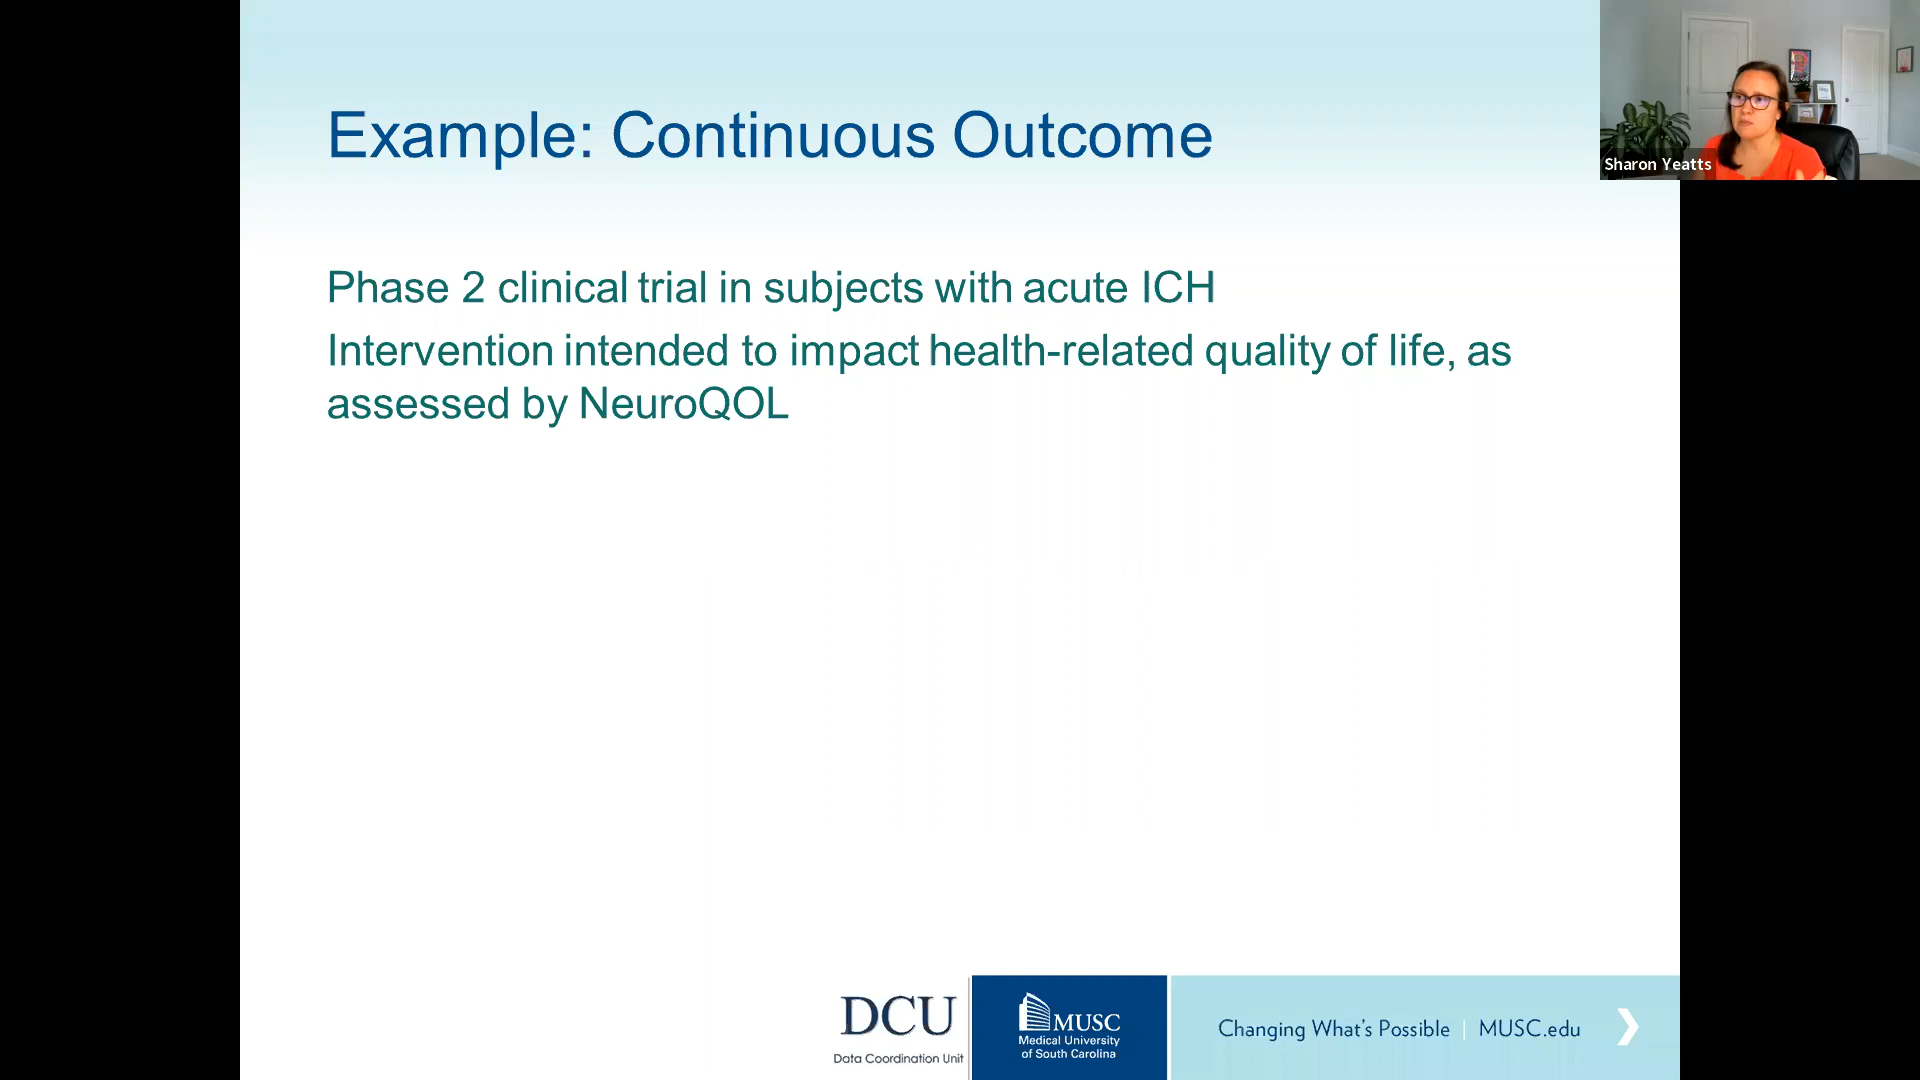 Example: Continuous Outcome
Sharon Yeatts
Phase 2 clinical trial in subjects with acute ICH
Intervention intended to impact health-related quality of life, as
assessed by NeuroQOL
DCU
Data Coordination Unit
MUSC
Medical University
of South Carolina
Changing What's Possible | MUSC.edu